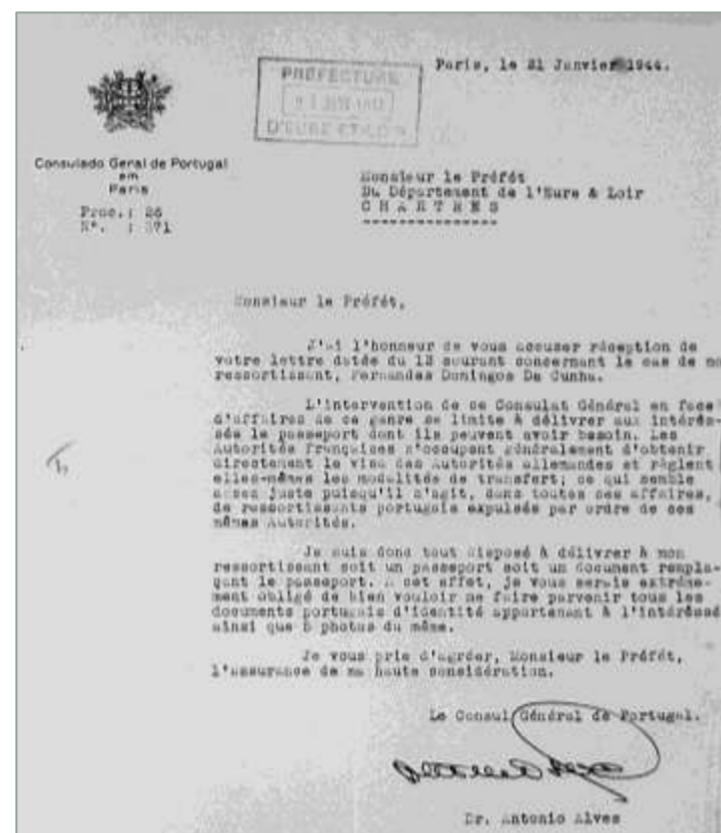 Paris, le 21 Janvier 1944.
PREFECTURE
D'EURE ET LOIR
Consulado Geral de Portugal
em
Paris
Proc.: 26
Nº. : 371
Monsieur le Préfét
Du Département de l'Eure & Loir
C H A R T R E S
---------------
Monsieur le Préfét,
J'ai l'honneur de vous accuser réception de
votre lettre datée du 13 courant concernant le cas de mo
ressortissant, Fernandes Domingos Da Cunha.
L'intervention de ce Consulat Général en face
d'affaires de ce genre se limite à délivrer aux intérés-
sés le passeport dont ils peuvent avoir besoin. Les
Autorités françaises s'occupent généralement d'obtenir
directement le visa des Autorités allemandes et règlent
elles-mêmes les modalités de transfert; ce qui semble
assez juste puisqu'il s'agit, dans toutes ces affaires,
de ressortissants portugais expulsés par ordre de ces
mêmes Autorités.
Je suis donc tout disposé à délivrer à mon
ressortissant soit un passeport soit un document rempla-
çant le passeport. A cet effet, je vous serais extréme-
ment obligé de bien vouloir me faire parvenir tous les
documents portugais d'identité appartenant à l'intéréssé
ainsi que 5 photos du même.
Je vous prie d'agréer, Monsieur le Préfét,
l'assurance de ma haute considération.
Le Consul Général de Portugal.
Dr. Antonio Alves